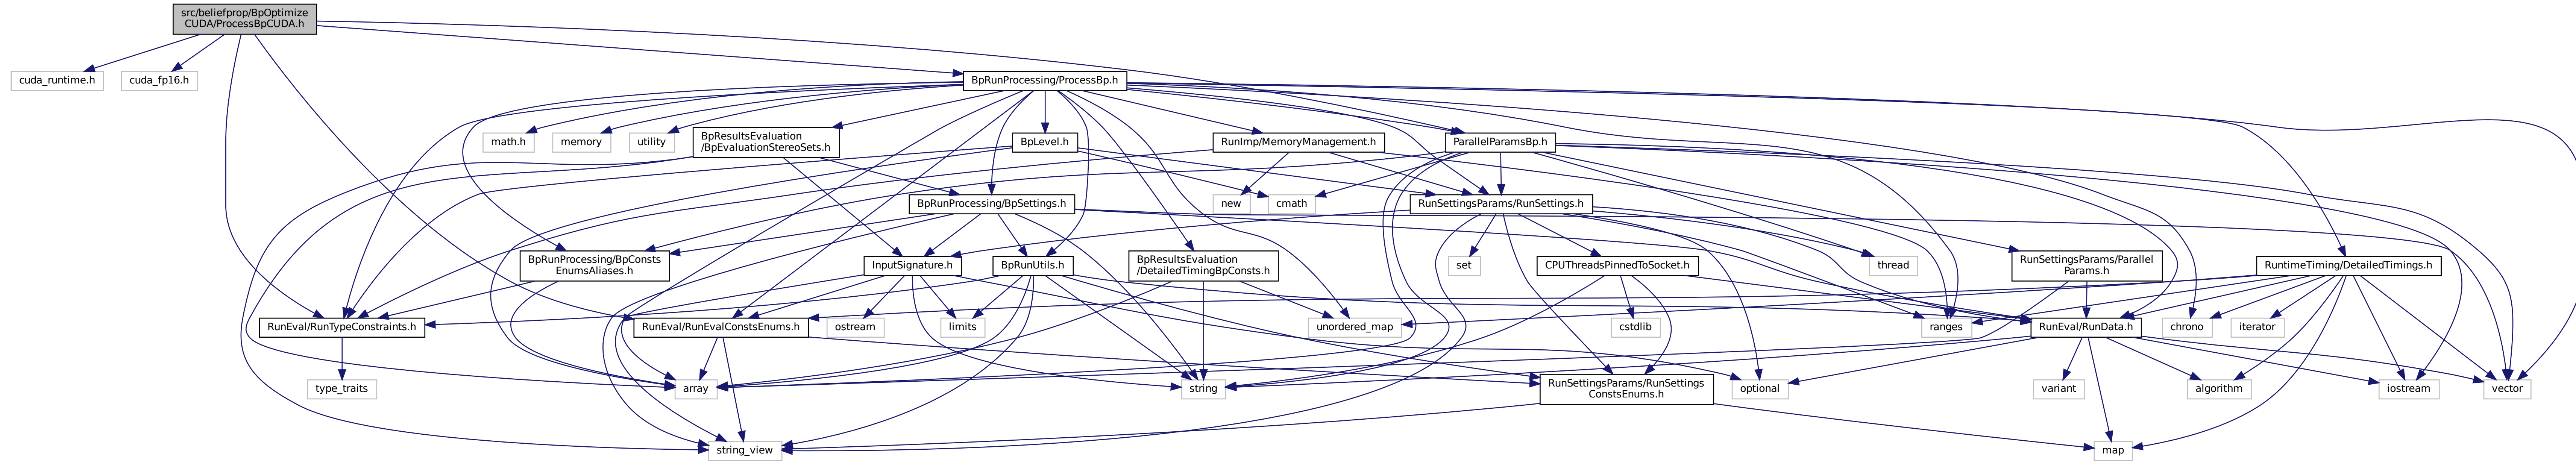 src/beliefprop/BpOptimize
CUDA/ProcessBpCUDA.h
cuda_runtime.h
cuda_fp16.h
BpRunProcessing/ProcessBp.h
math.h
memory
utility
BpResultsEvaluation
/BpEvaluationStereoSets.h
BpLevel.h
RunImp/MemoryManagement.h
ParallelParamsBp.h
BpRunProcessing/BpSettings.h
new
cmath
RunSettingsParams/RunSettings.h
BpRunProcessing/BpConsts
EnumsAliases.h
InputSignature.h
BpRunUtils.h
BpResultsEvaluation
/DetailedTimingBpConsts.h
set
CPUThreadsPinnedToSocket.h
thread
RunSettingsParams/Parallel
Params.h
RuntimeTiming/DetailedTimings.h
RunEval/RunTypeConstraints.h
RunEval/RunEvalConstsEnums.h
ostream
limits
unordered_map
cstdlib
ranges
RunEval/RunData.h
chrono
iterator
type_traits
array
string
RunSettingsParams/RunSettings
ConstsEnums.h
optional
variant
algorithm
iostream
vector
string_view
map